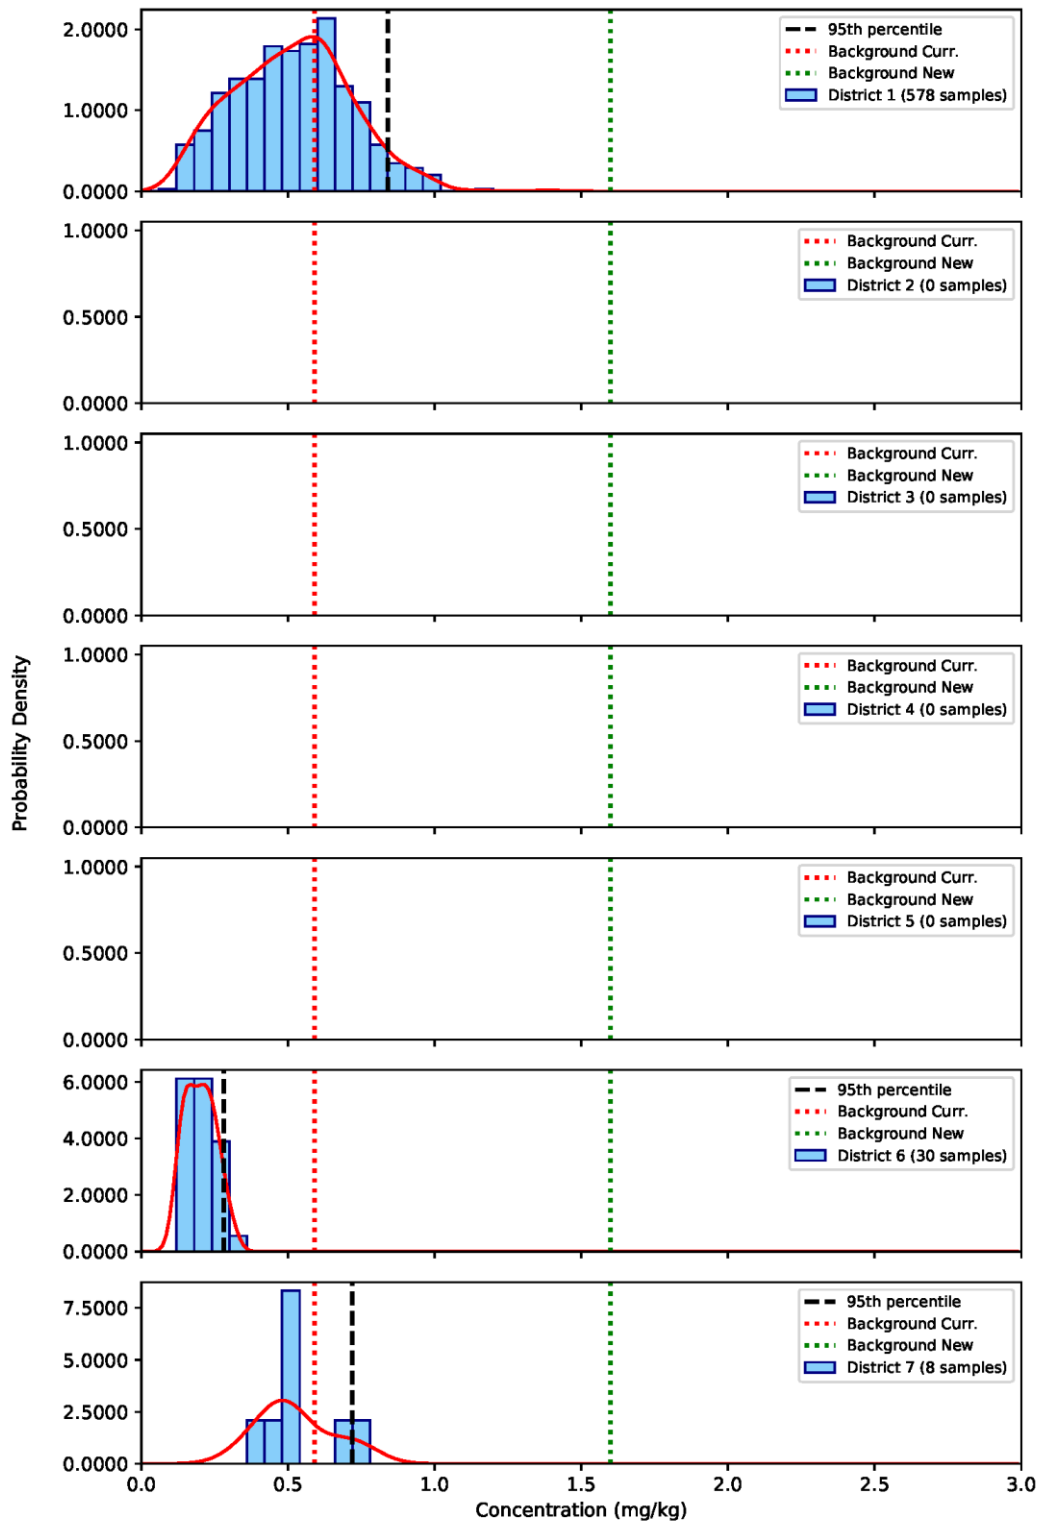 2.0000
1.0000
0.0000
95th percentile
Background Curr.
Background New
District 1 (578 samples)
1.0000
0.5000
0.0000
Background Curr.
Background New
District 2 (0 samples)
1.0000
0.5000
0.0000
Background Curr.
Background New
District 3 (0 samples)
1.0000
0.5000
0.0000
Background Curr.
Background New
District 4 (0 samples)
Probability Density
1.0000
0.5000
0.0000
Background Curr.
Background New
District 5 (0 samples)
6.0000
4.0000
2.0000
0.0000
95th percentile
Background Curr.
Background New
District 6 (30 samples)
7.5000
5.0000
2.5000
0.0000
95th percentile
Background Curr.
Background New
District 7 (8 samples)
0.0 0.5 1.0 1.5 2.0 2.5 3.0
Concentration (mg/kg)